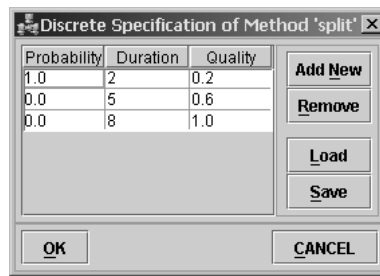 Discrete Specification of Method 'split'
Probability Duration Quality
1.0 2 0.2
0.0 5 0.6
0.0 8 1.0
Add New
Remove
Load
Save
OK
CANCEL